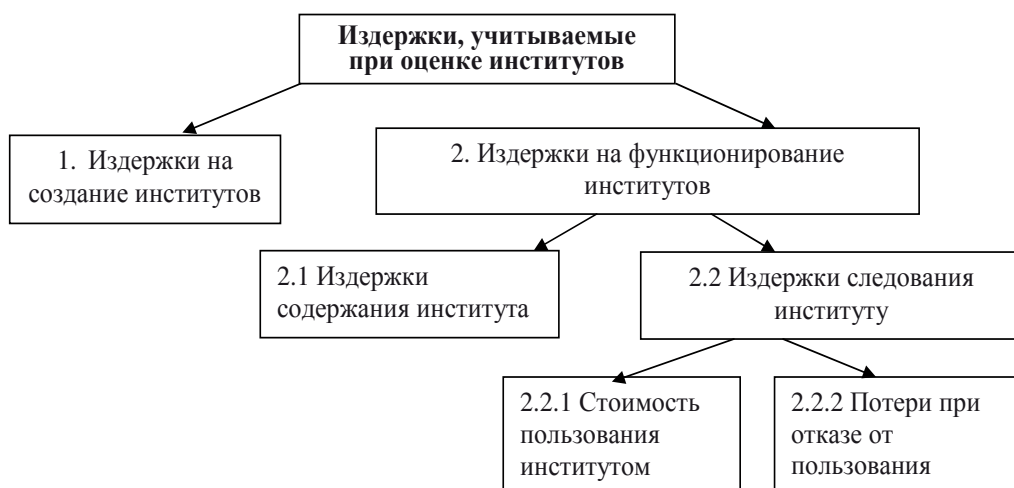 Издержки, учитываемые
при оценке институтов
1. Издержки на
создание институтов
2. Издержки на функционирование
институтов
2.1 Издержки
содержания института
2.2 Издержки следования
институту
2.2.1 Стоимость
пользования
институтом
2.2.2 Потери при
отказе от
пользования